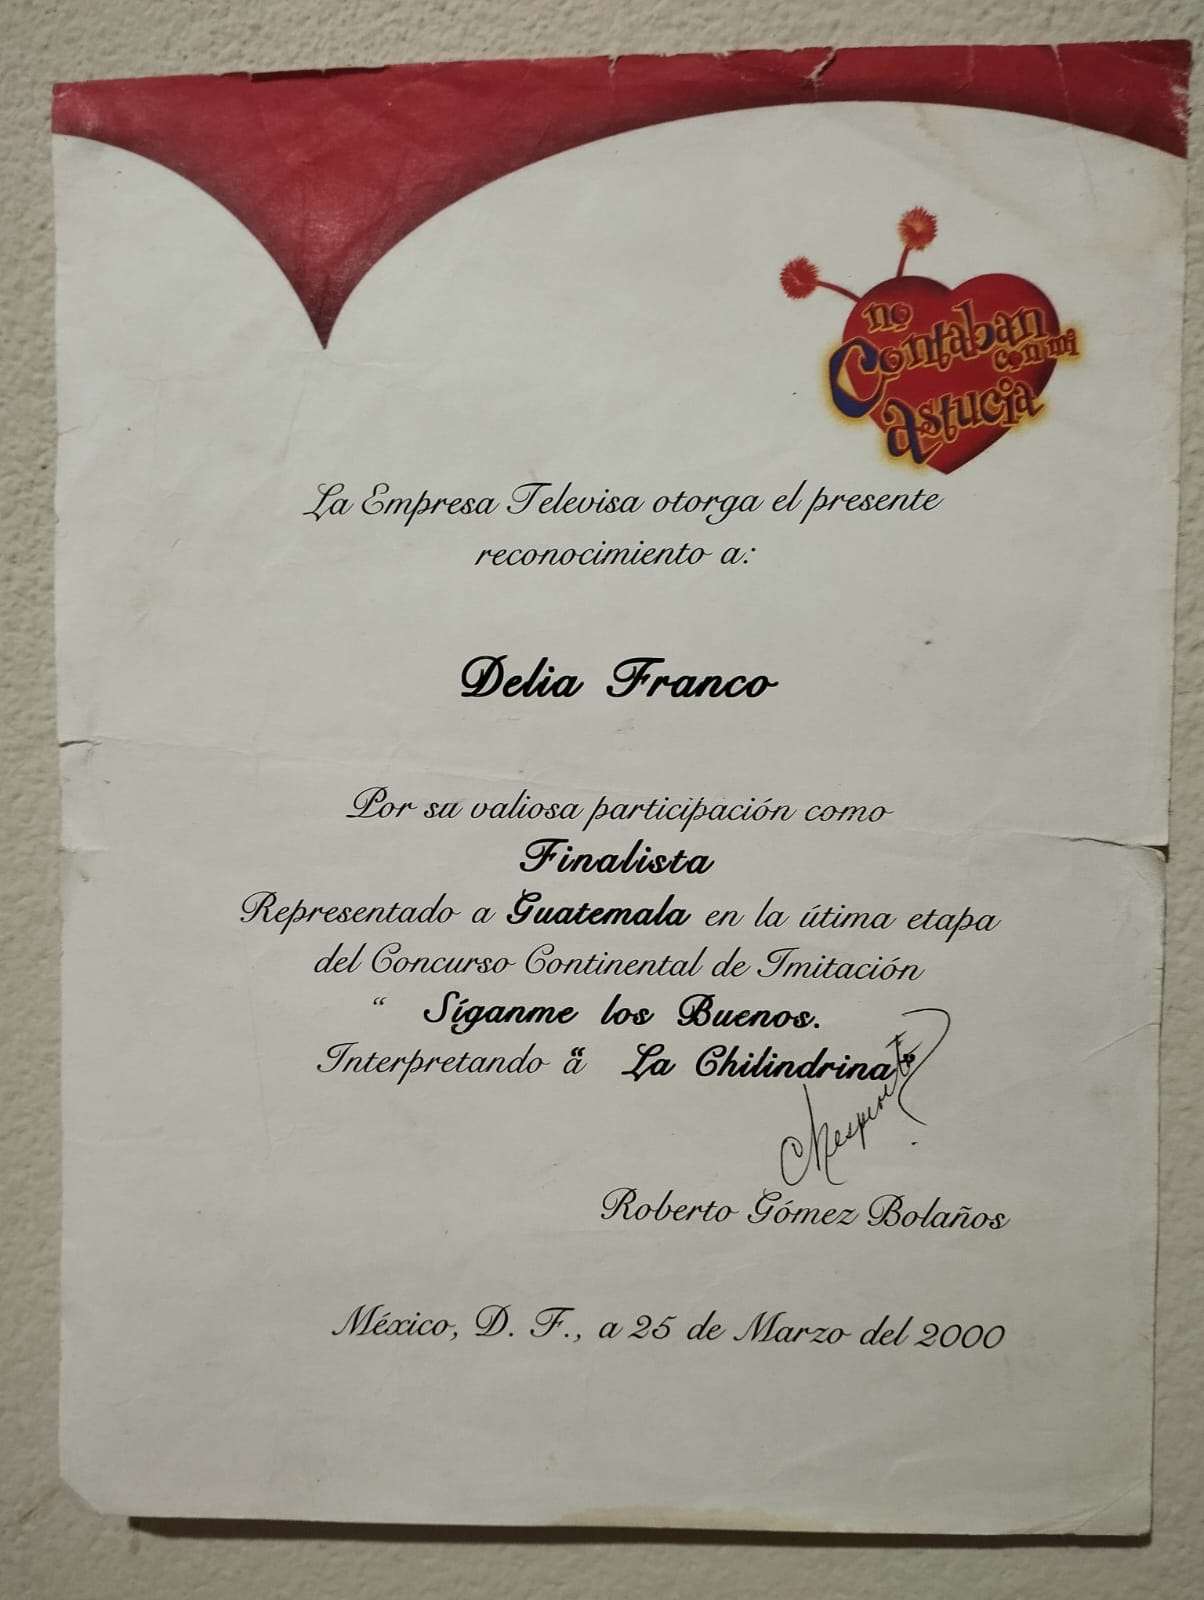 no
Contaban
con mi
astucia
La Empresa Televisa otorga el presente
reconocimiento a:
Delia Franco
Por su valiosa participación como
Finalista
Representado a Guatemala en la útima etapa
del Concurso Continental de Imitación
“ Síganme los Buenos.
Interpretando á “ La Chilindrina“
Chespirito
Roberto Gómez Bolaños
México, D. F., a 25 de Marzo del 2000